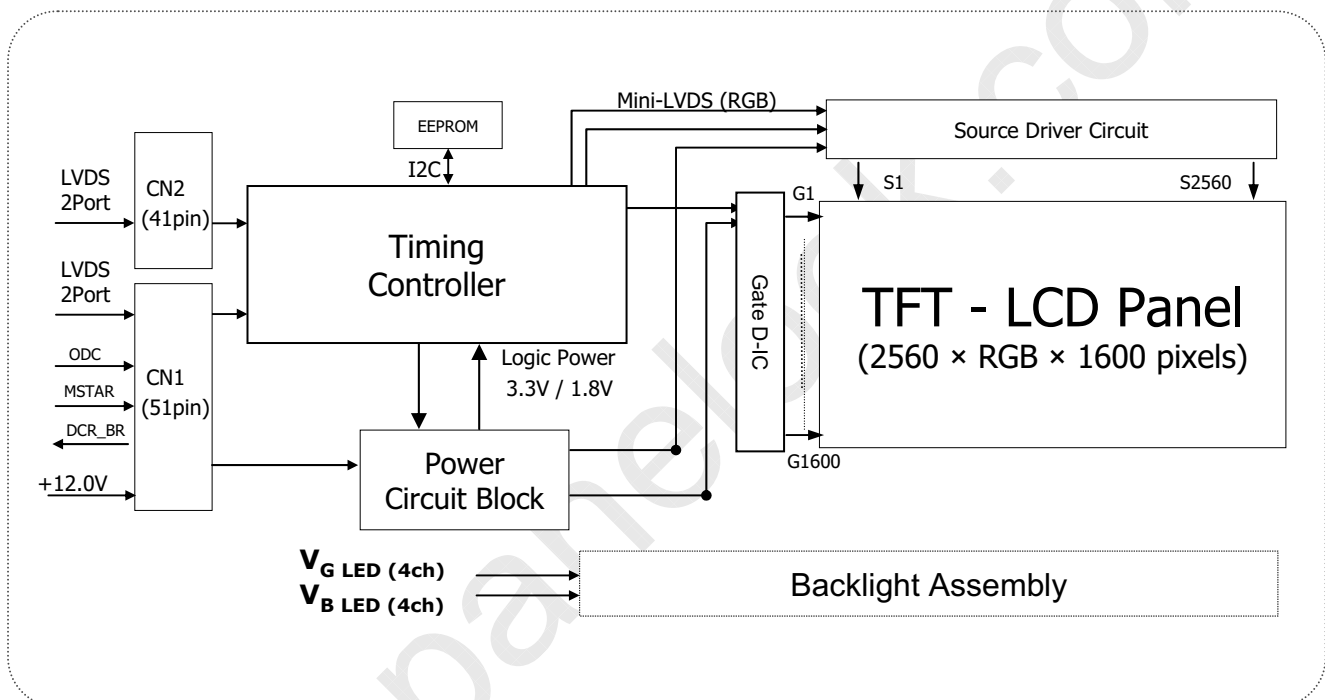 Mini-LVDS (RGB)
EEPROM
Source Driver Circuit
I2C
LVDS
2Port
CN2
(41pin)
S1
S2560
G1
Timing
Controller
LVDS
2Port
Gate D-IC
TFT - LCD Panel
(2560 × RGB × 1600 pixels)
ODC
CN1
(51pin)
MSTAR
Logic Power
3.3V / 1.8V
DCR_BR
G1600
+12.0V
Power
Circuit Block
V G LED (4ch)
V B LED (4ch)
Backlight Assembly
panelook.com